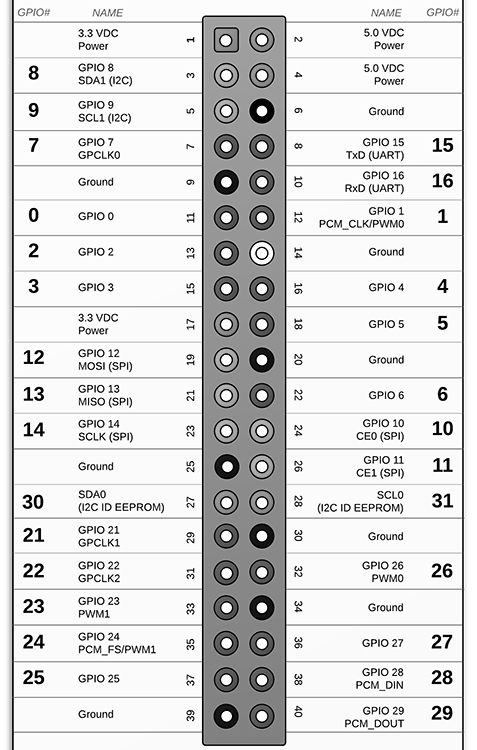 GPIO# NAME NAME GPIO#
3.3 VDC
Power 1 2 5.0 VDC
Power
8 GPIO 8
SDA1 (I2C) 3 4 5.0 VDC
Power
9 GPIO 9
SCL1 (I2C) 5 6 Ground
7 GPIO 7
GPCLK0 7 8 GPIO 15
TxD (UART) 15
Ground 9 10 GPIO 16
RxD (UART) 16
0 GPIO 0 11 12 GPIO 1
PCM_CLK/PWM0 1
2 GPIO 2 13 14 Ground
3 GPIO 3 15 16 GPIO 4 4
3.3 VDC
Power 17 18 GPIO 5 5
12 GPIO 12
MOSI (SPI) 19 20 Ground
13 GPIO 13
MISO (SPI) 21 22 GPIO 6 6
14 GPIO 14
SCLK (SPI) 23 24 GPIO 10
CE0 (SPI) 10
Ground 25 26 GPIO 11
CE1 (SPI) 11
30 SDA0
(I2C ID EEPROM) 27 28 SCL0
(I2C ID EEPROM) 31
21 GPIO 21
GPCLK1 29 30 Ground
22 GPIO 22
GPCLK2 31 32 GPIO 26
PWM0 26
23 GPIO 23
PWM1 33 34 Ground
24 GPIO 24
PCM_FS/PWM1 35 36 GPIO 27 27
25 GPIO 25 37 38 GPIO 28
PCM_DIN 28
Ground 39 40 GPIO 29
PCM_DOUT 29